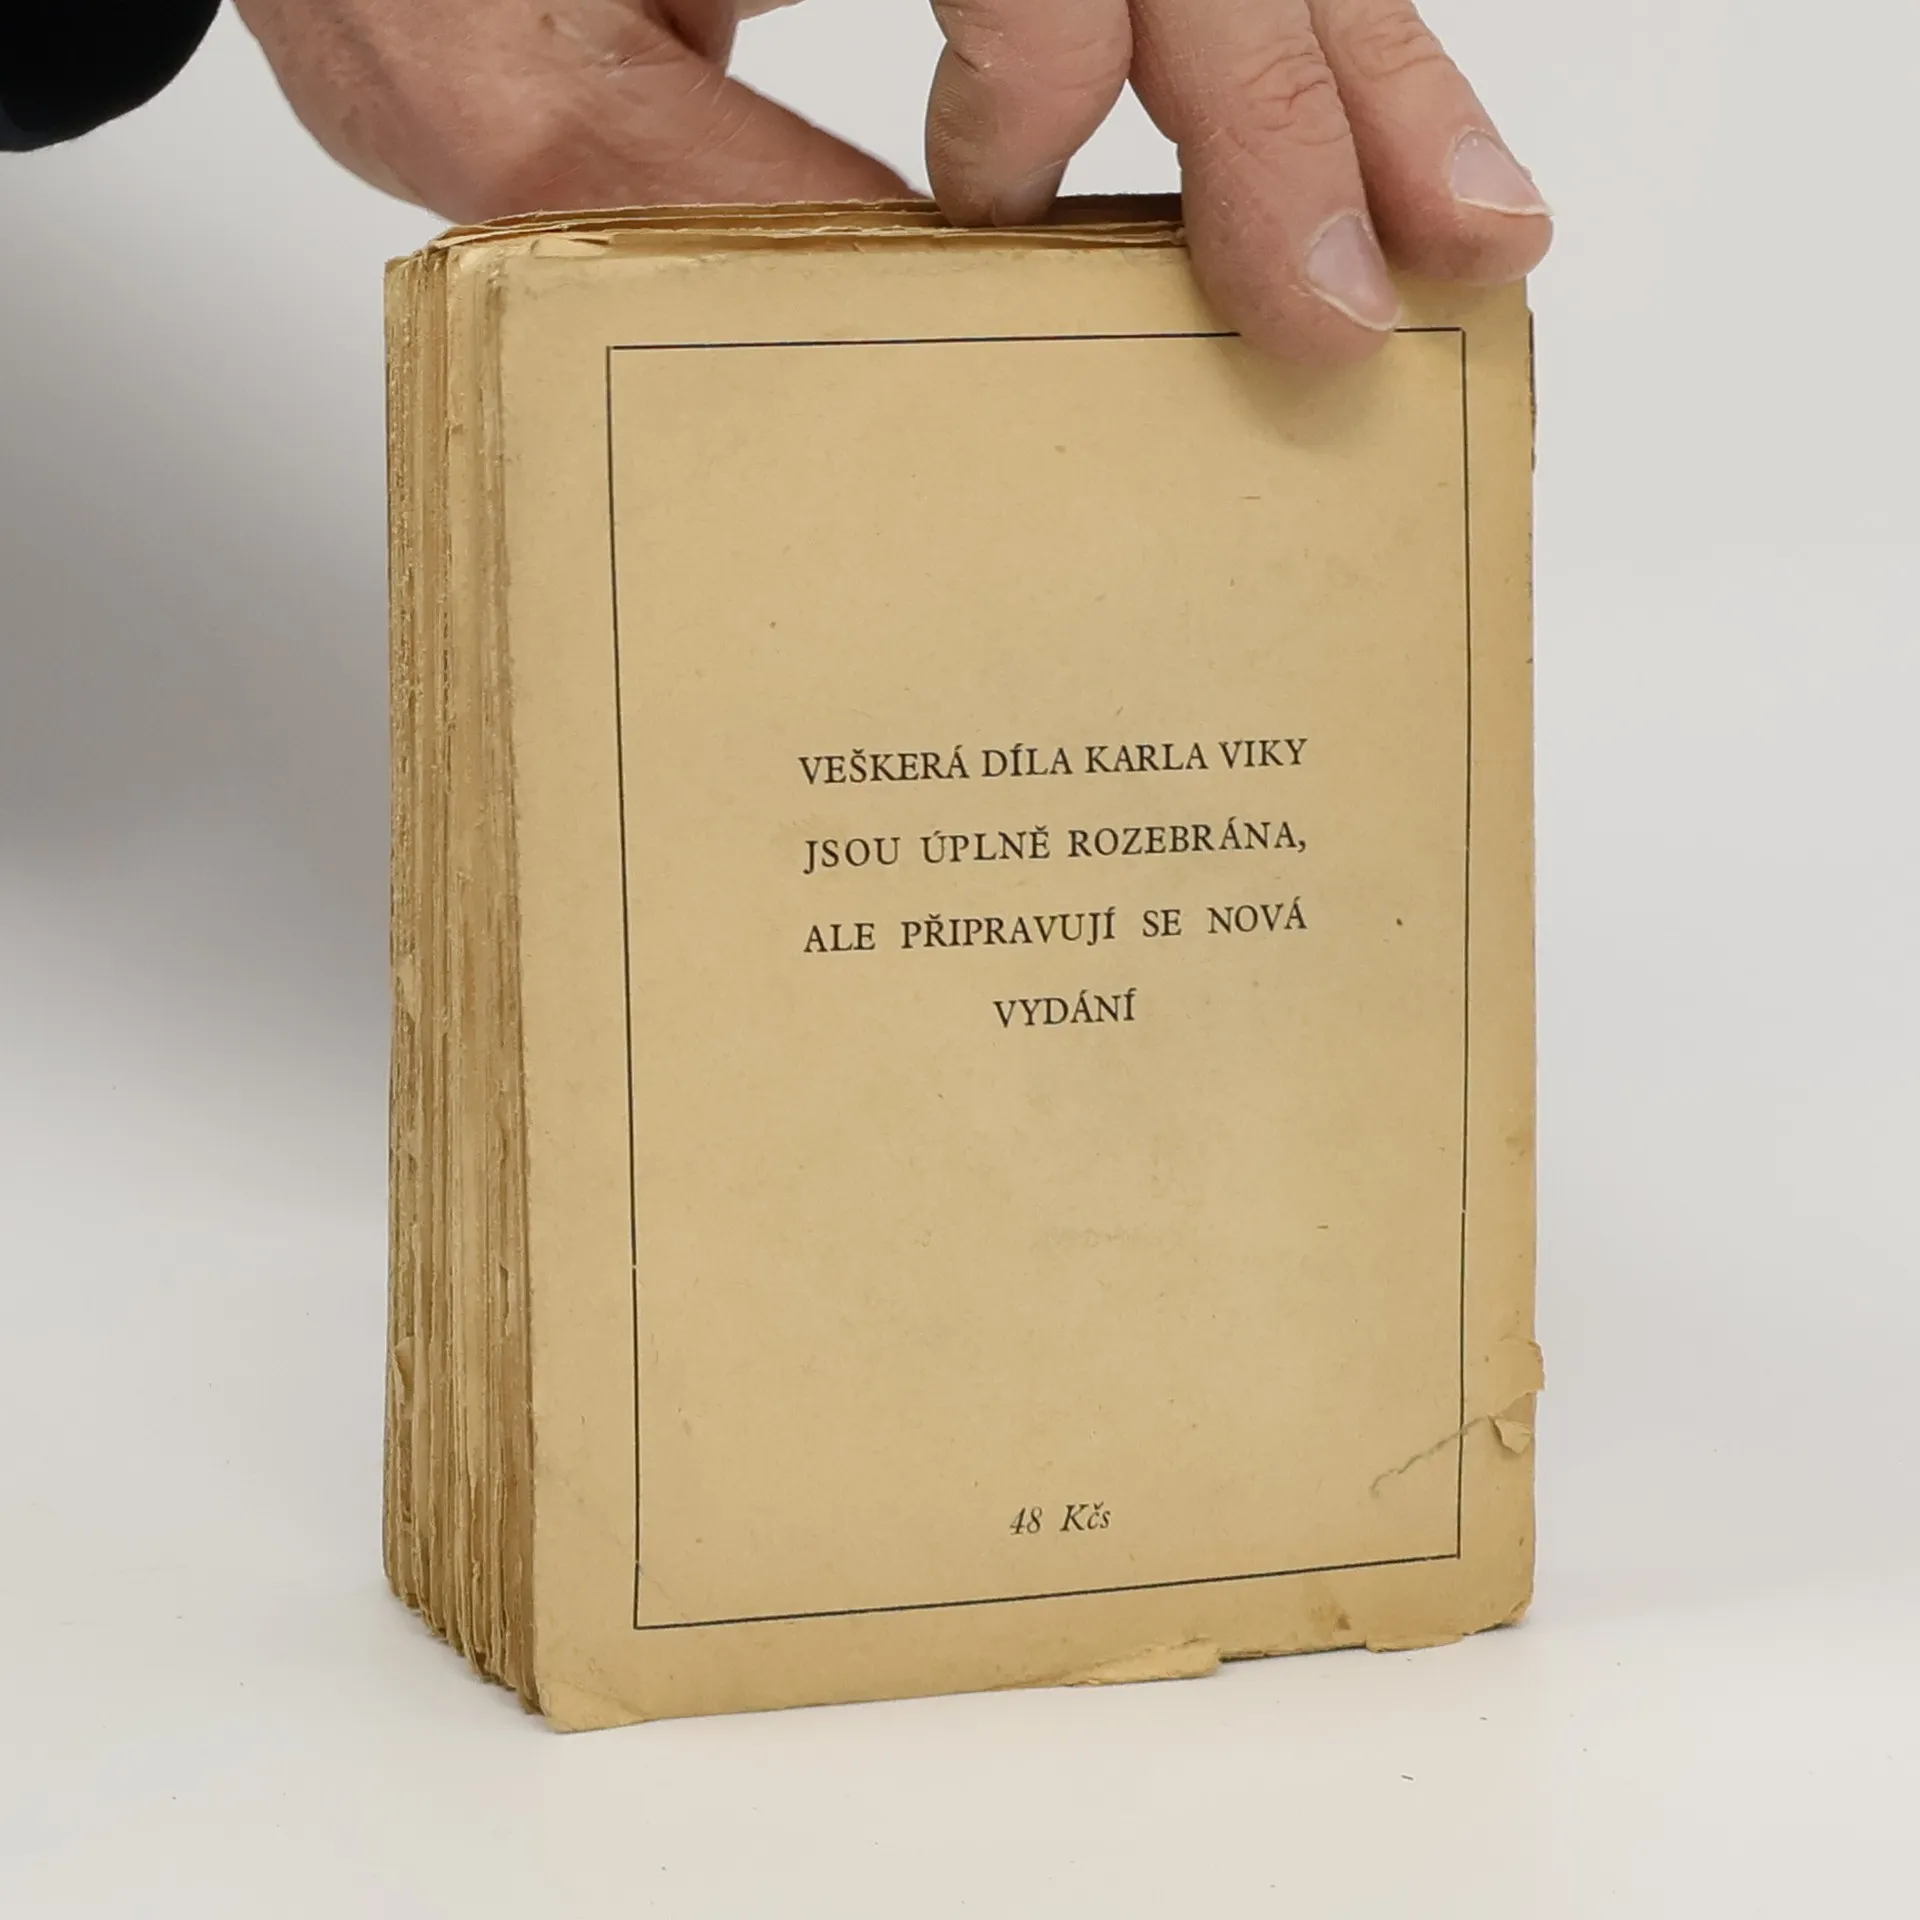 VEŠKERÁ DÍLA KARLA VIKY
JSOU ÚPLNĚ ROZEBRÁNA,
ALE PŘIPRAVUJÍ SE NOVÁ
VYDÁNÍ
48 Kčs